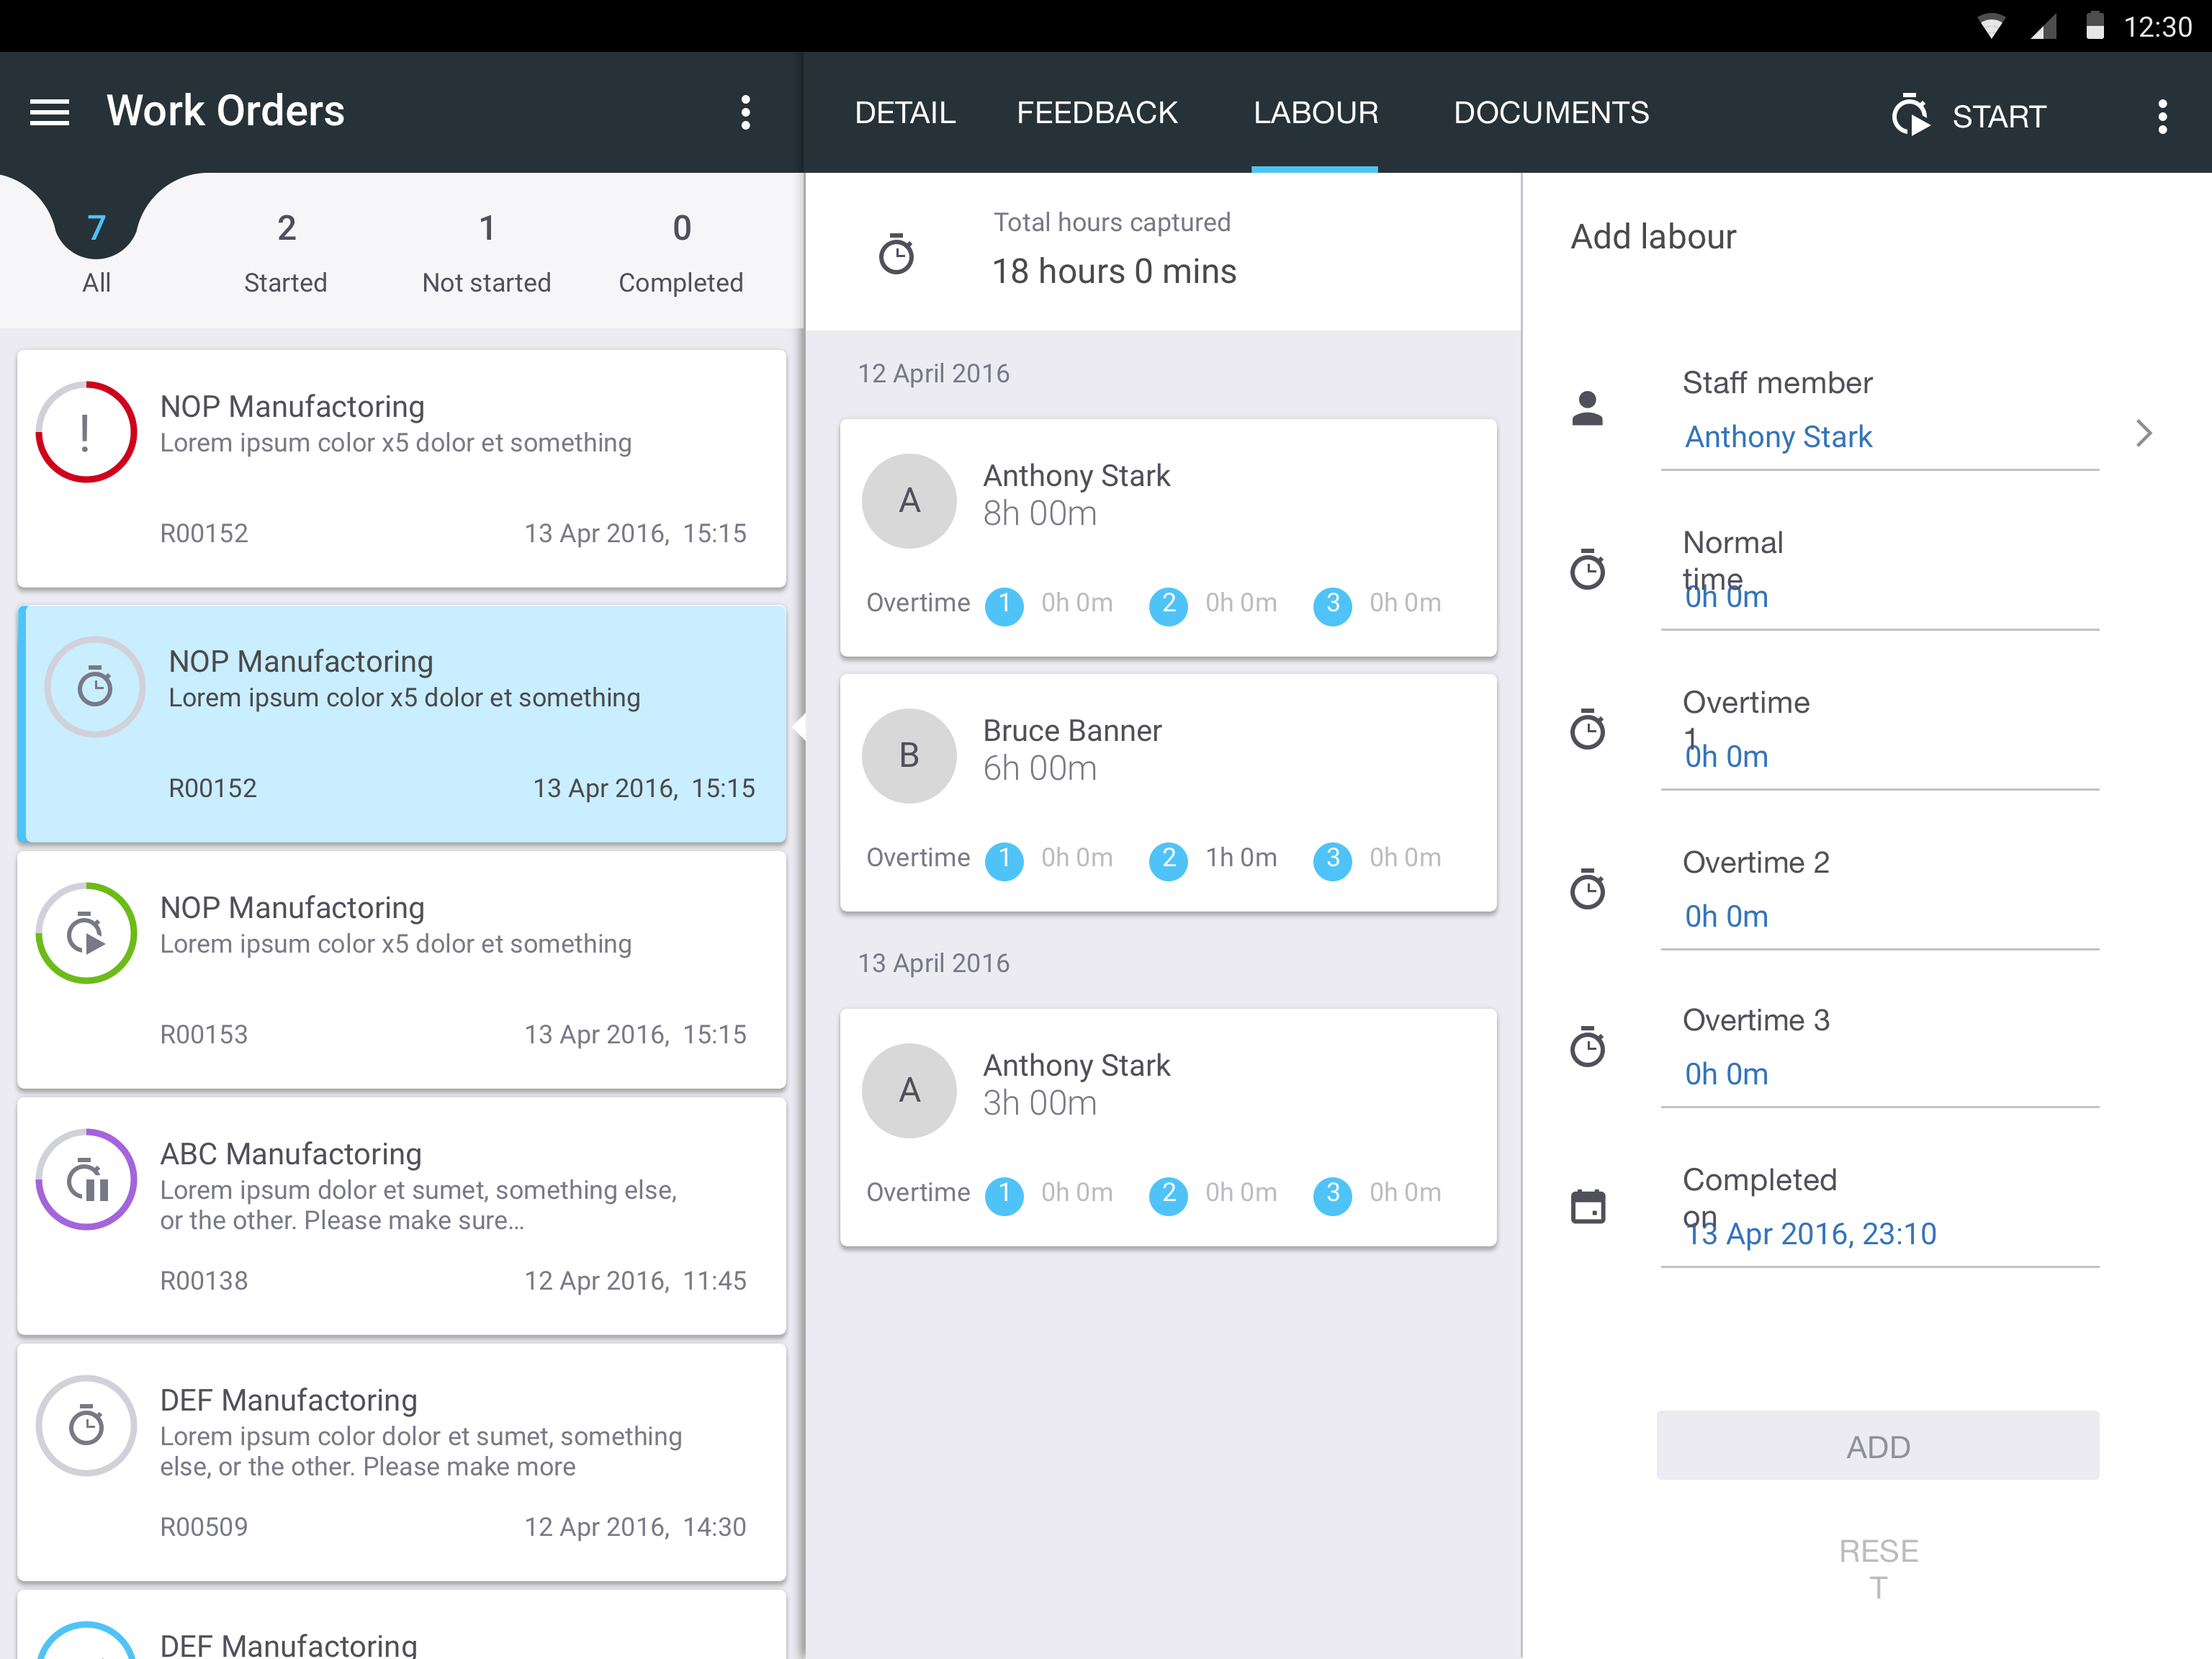 12:30
Work Orders
DETAIL FEEDBACK LABOUR DOCUMENTS START
7 2 1 0
All Started Not started Completed
NOP Manufactoring
Lorem ipsum color x5 dolor et something
R00152 13 Apr 2016, 15:15
NOP Manufactoring
Lorem ipsum color x5 dolor et something
R00152 13 Apr 2016, 15:15
NOP Manufactoring
Lorem ipsum color x5 dolor et something
R00153 13 Apr 2016, 15:15
ABC Manufactoring
Lorem ipsum dolor et sumet, something else,
or the other. Please make sure...
R00138 12 Apr 2016, 11:45
DEF Manufactoring
Lorem ipsum color dolor et sumet, something
else, or the other. Please make more
R00509 12 Apr 2016, 14:30
DEF Manufactoring
Total hours captured
18 hours 0 mins
12 April 2016
A
Anthony Stark
8h 00m
Overtime 1 0h 0m 2 0h 0m 3 0h 0m
B
Bruce Banner
6h 00m
Overtime 1 0h 0m 2 1h 0m 3 0h 0m
13 April 2016
A
Anthony Stark
3h 00m
Overtime 1 0h 0m 2 0h 0m 3 0h 0m
Add labour
Staff member
Anthony Stark
Normal
time
0h 0m
Overtime
1
0h 0m
Overtime 2
0h 0m
Overtime 3
0h 0m
Completed
on
13 Apr 2016, 23:10
ADD
RESE
T